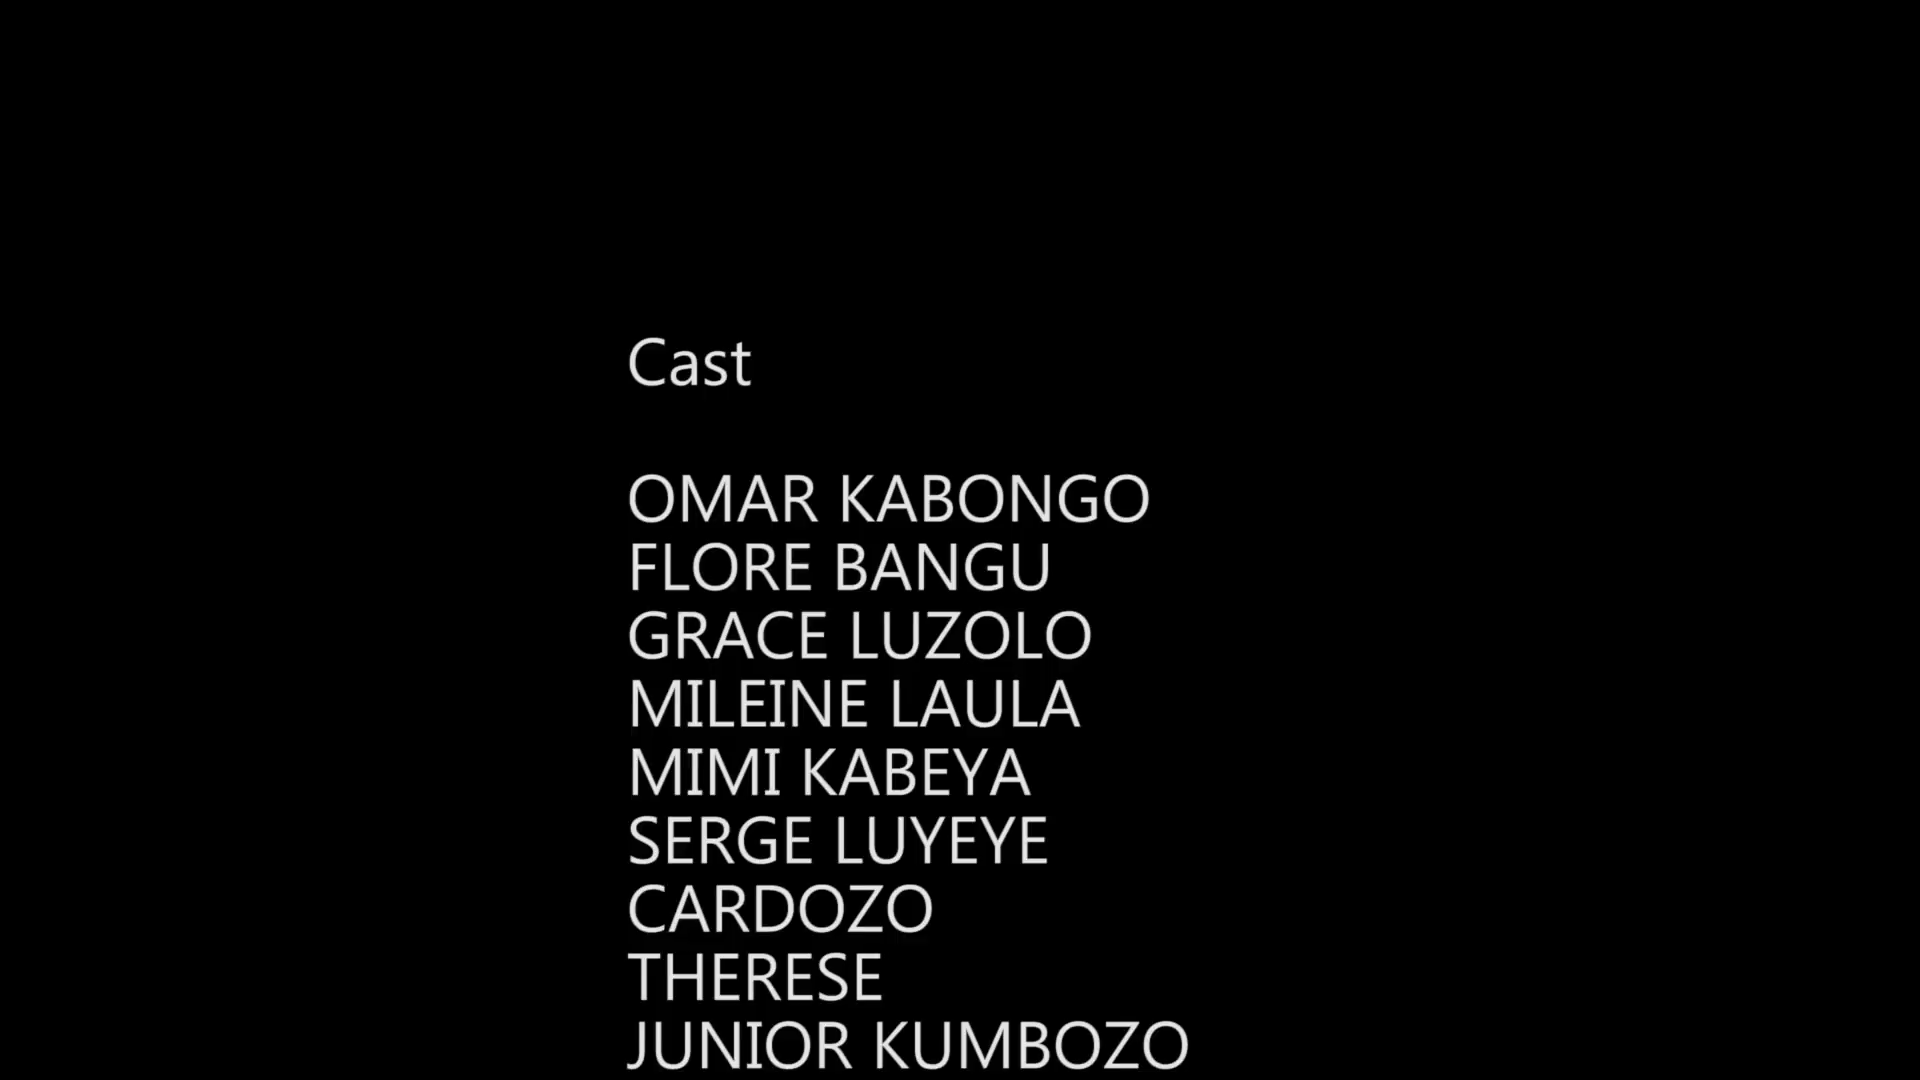 Cast
OMAR KABONGO
FLORE BANGU
GRACE LUZOLO
MILEINE LAULA
MIMI KABEYA
SERGE LUYEYE
CARDOZO
THERESE
JUNIOR KUMBOZO